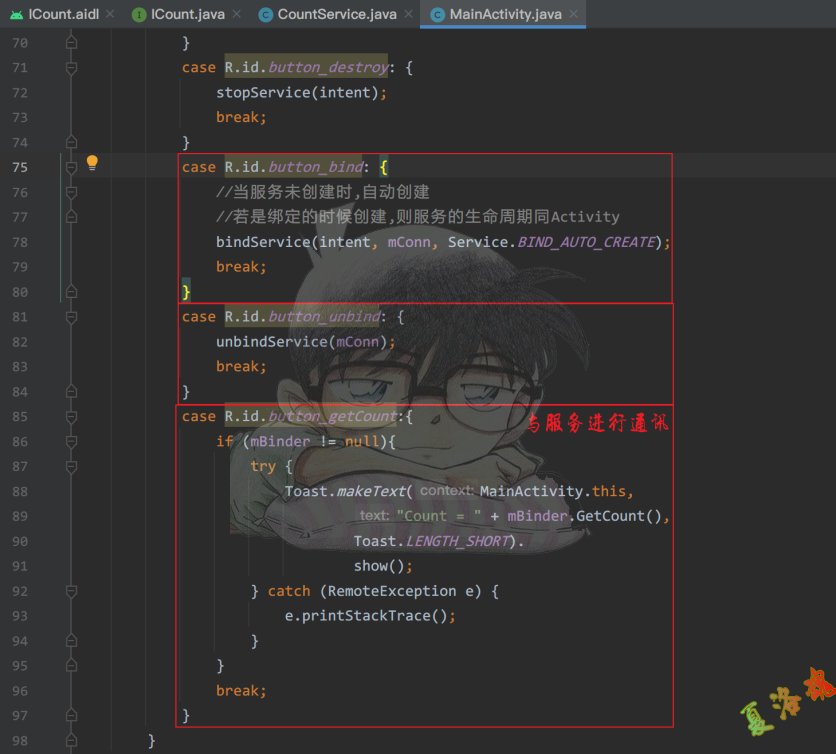 ICount.aidl ICount.java CountService.java MainActivity.java
70 }
71 case R.id.button_destroy: {
72 stopService(intent);
73 break;
74 }
75 case R.id.button_bind: {
76 //当服务未创建时,自动创建
77 //若是绑定的时候创建,则服务的生命周期同Activity
78 bindService(intent, mConn, Service.BIND_AUTO_CREATE);
79 break;
80 }
81 case R.id.button_unbind: {
82 unbindService(mConn);
83 break;
84 }
85 case R.id.button_getCount:{ 与服务进行通讯
86 if (mBinder != null){
87 try {
88 Toast.makeText( context: MainActivity.this,
89 text: "Count = " + mBinder.GetCount(),
90 Toast.LENGTH_SHORT).
91 show();
92 } catch (RemoteException e) {
93 e.printStackTrace();
94 }
95 }
96 break;
97 }
98 }
夏洛